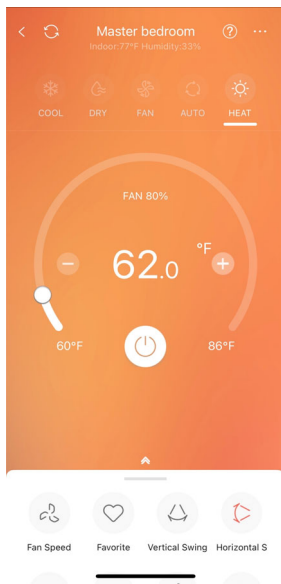 Master bedroom
Indoor:77°F Humidity:33%
COOL DRY FAN AUTO HEAT
FAN 80%
62.0 °F
60°F 86°F
Fan Speed Favorite Vertical Swing Horizontal S